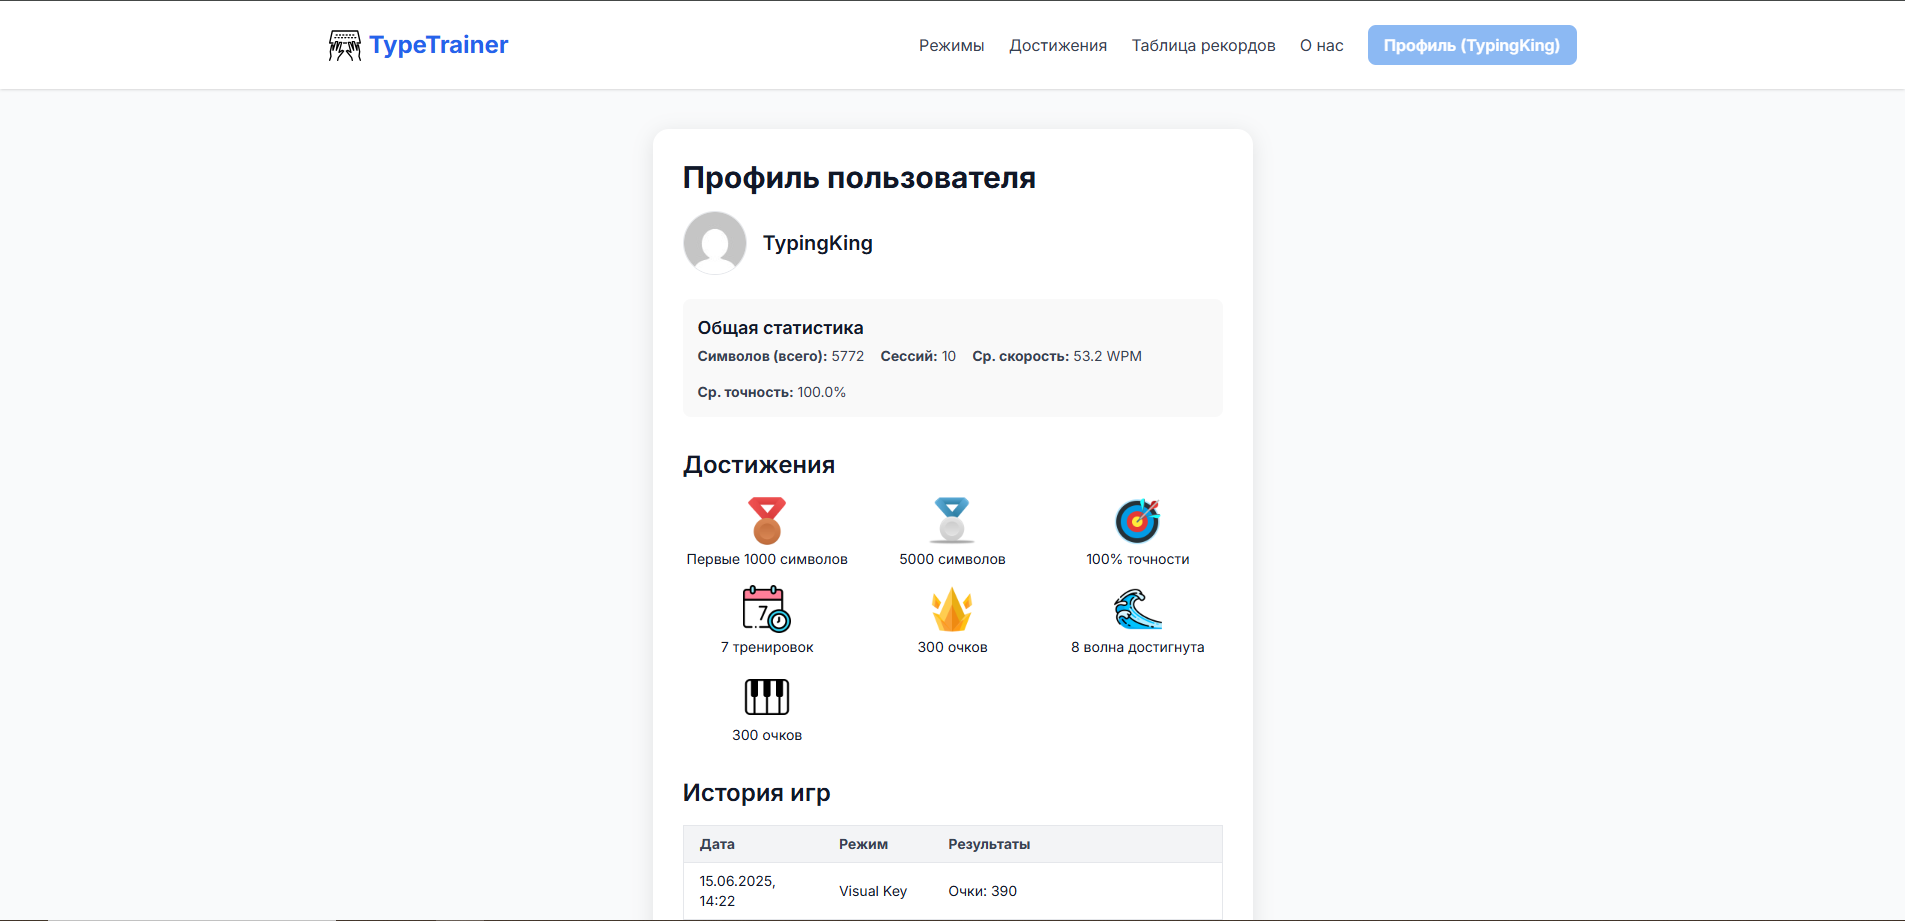 TypeTrainer
Режимы Достижения Таблица рекордов О нас Профиль (TypingKing)
Профиль пользователя
TypingKing
Общая статистика
Символов (всего): 5772 Сессий: 10 Ср. скорость: 53.2 WPM
Ср. точность: 100.0%
Достижения
Первые 1000 символов 5000 символов 100% точности
7
7 тренировок 300 очков 8 волна достигнута
300 очков
История игр
Дата Режим Результаты
15.06.2025,
14:22 Visual Key Очки: 390